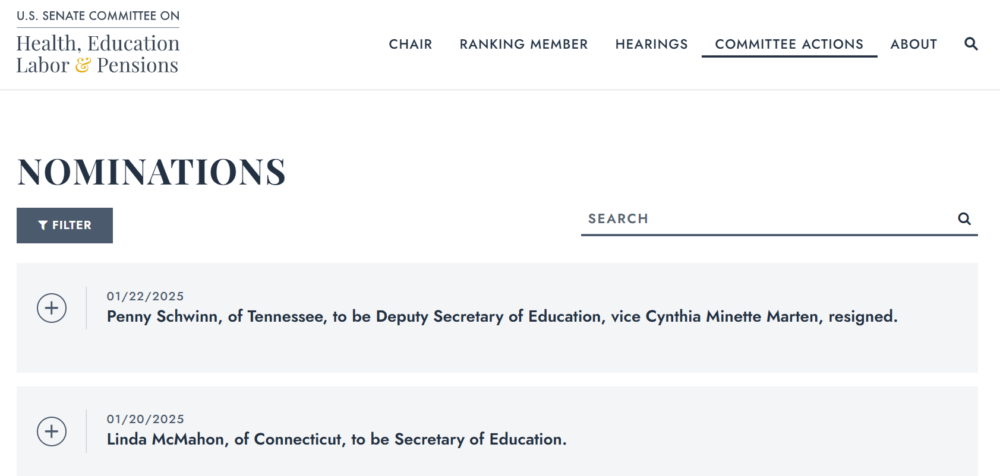 U.S. SENATE COMMITTEE ON
Health, Education
Labor & Pensions
CHAIR RANKING MEMBER HEARINGS COMMITTEE ACTIONS ABOUT
NOMINATIONS
FILTER
SEARCH
01/22/2025
Penny Schwinn, of Tennessee, to be Deputy Secretary of Education, vice Cynthia Minette Marten, resigned.
01/20/2025
Linda McMahon, of Connecticut, to be Secretary of Education.